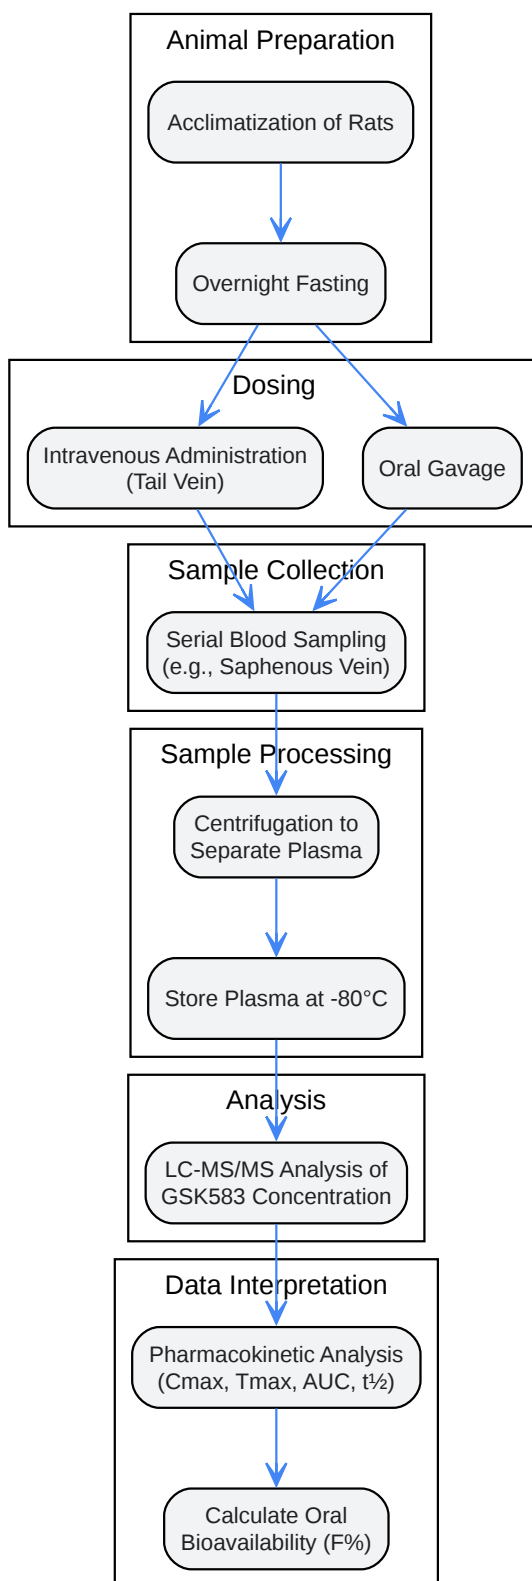 Animal Preparation
Acclimatization of Rats
Overnight Fasting
Dosing
Intravenous Administration
(Tail Vein)
Oral Gavage
Sample Collection
Serial Blood Sampling
(e.g., Saphenous Vein)
Sample Processing
Centrifugation to
Separate Plasma
Store Plasma at -80°C
Analysis
LC-MS/MS Analysis of
GSK583 Concentration
Data Interpretation
Pharmacokinetic Analysis
(Cmax, Tmax, AUC, t½)
Calculate Oral
Bioavailability (F%)